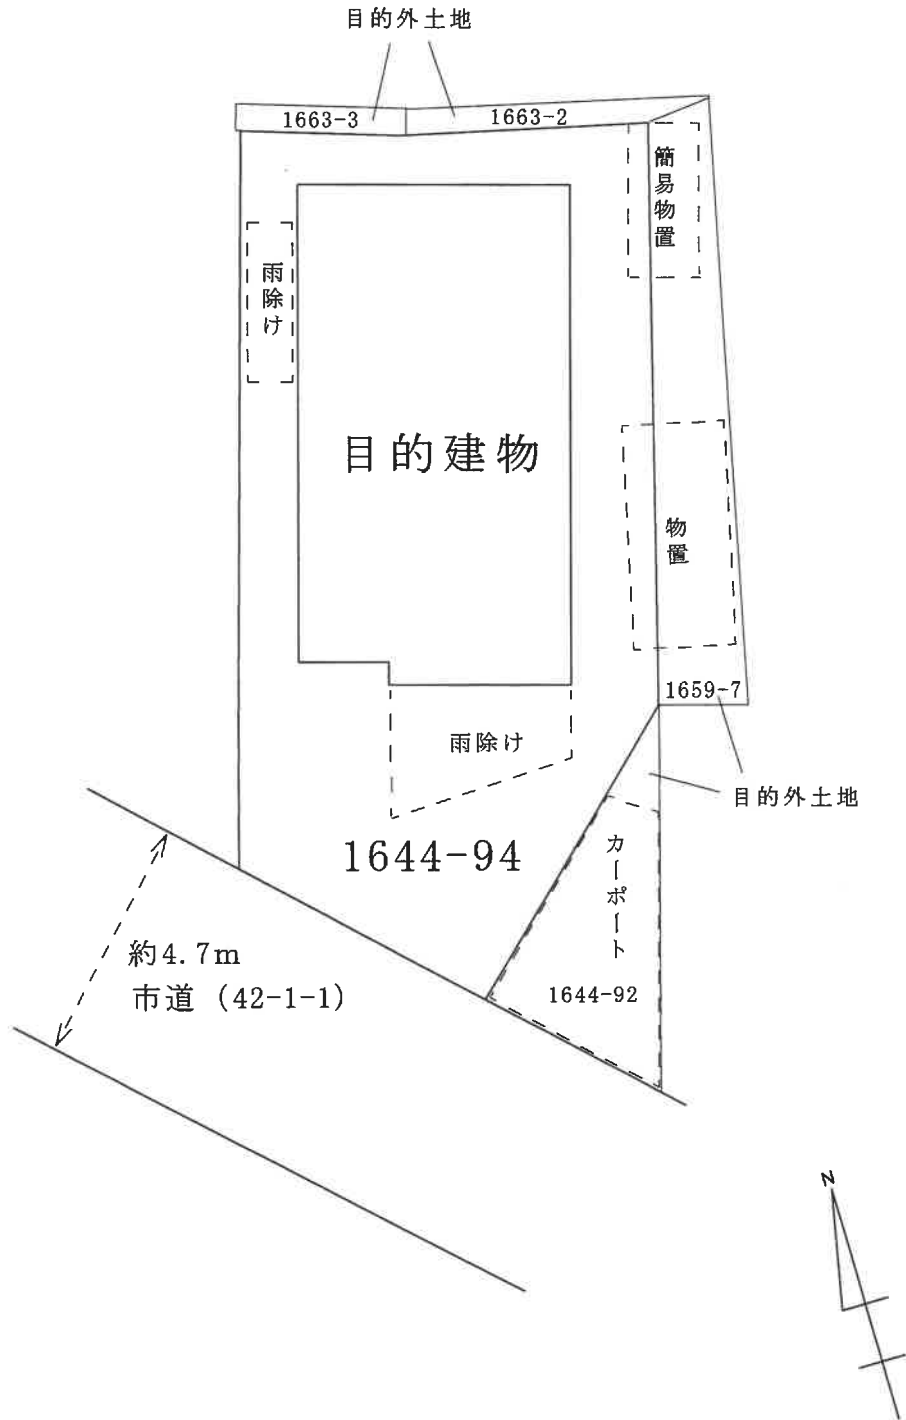 目的外土地
1663-3
1663-2
簡易物置
雨除け
目的建物
物置
1659-7
雨除け
目的外土地
カーポート
1644-94
約4.7m
市道（42-1-1）
1644-92
N